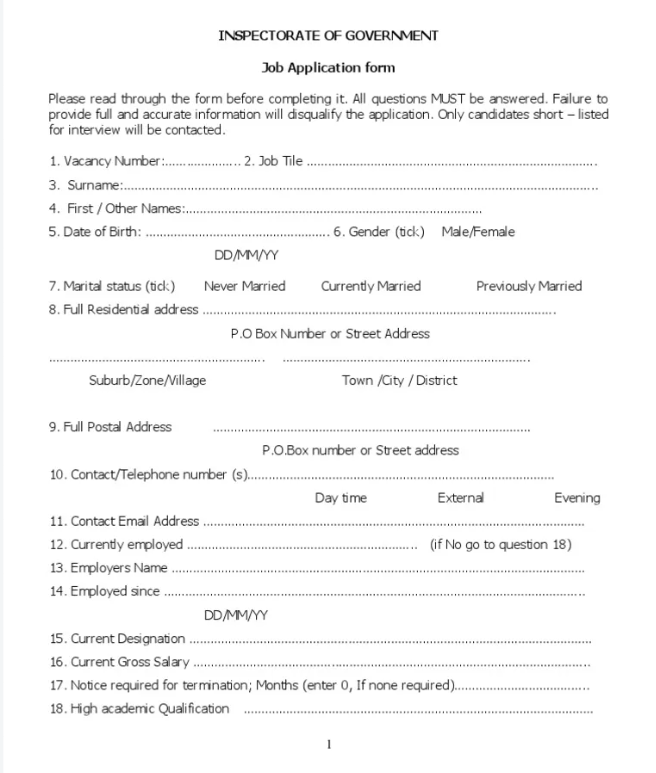 INSPECTORATE OF GOVERNMENT
Job Application form
Please read through the form before completing it. All questions MUST be answered. Failure to
provide full and accurate information will disqualify the application. Only candidates short – listed
for interview will be contacted.
1. Vacancy Number:..................... 2. Job Tile ..................................................................................
3. Surname:......................................................................................................................................
4. First / Other Names:....................................................................................
5. Date of Birth: .................................................... 6. Gender (tick) Male/Female
DD/MM/YY
7. Marital status (tick) Never Married Currently Married Previously Married
8. Full Residential address ....................................................................................................
P.O Box Number or Street Address
............................................................. ......................................................................
Suburb/Zone/Village Town /City / District
9. Full Postal Address ..........................................................................................
P.O.Box number or Street address
10. Contact/Telephone number (s).......................................................................................
Day time External Evening
11. Contact Email Address ............................................................................................................
12. Currently employed ................................................................. (if No go to question 18)
13. Employers Name .....................................................................................................................
14. Employed since .......................................................................................................................
DD/MM/YY
15. Current Designation .................................................................................................................
16. Current Gross Salary ................................................................................................................
17. Notice required for termination; Months (enter 0, If none required)......................................
18. High academic Qualification ...................................................................................................
1